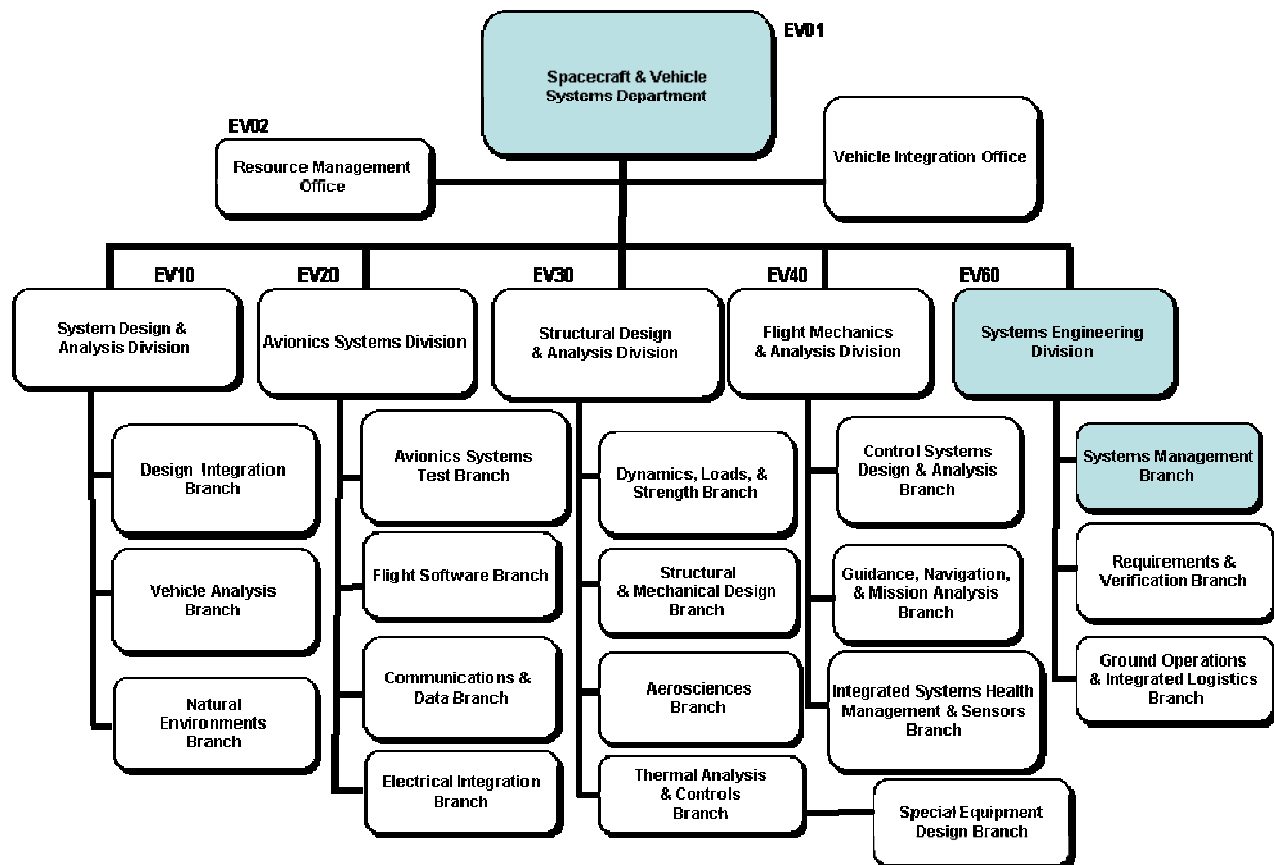 EV01
Spacecraft & Vehicle
Systems Department
EV02
Resource Management
Office
Vehicle Integration Office
EV10
System Design &
Analysis Division
EV20
Avionics Systems Division
EV30
Structural Design
& Analysis Division
EV40
Flight Mechanics
& Analysis Division
EV60
Systems Engineering
Division
Design Integration
Branch
Vehicle Analysis
Branch
Natural
Environments
Branch
Avionics Systems
Test Branch
Flight Software Branch
Communications &
Data Branch
Electrical Integration
Branch
Dynamics, Loads, &
Strength Branch
Structural
& Mechanical Design
Branch
Aerosciences
Branch
Thermal Analysis
& Controls
Branch
Special Equipment
Design Branch
Control Systems
Design & Analysis
Branch
Guidance, Navigation,
& Mission Analysis
Branch
Integrated Systems Health
Management & Sensors
Branch
Systems Management
Branch
Requirements &
Verification Branch
Ground Operations
& Integrated Logistics
Branch